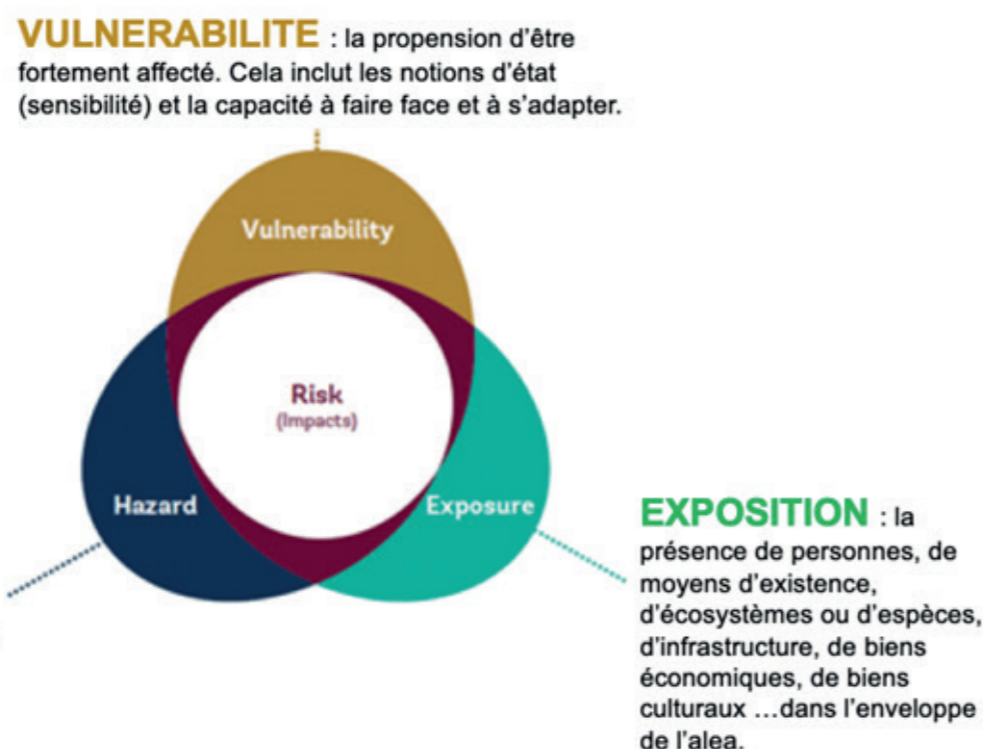 VULNERABILITE : la propension d’être
fortement affecté. Cela inclut les notions d’état
(sensibilité) et la capacité à faire face et à s’adapter.
Vulnerability
Risk
(Impacts)
Hazard
Exposure
EXPOSITION : la
présence de personnes, de
moyens d’existence,
d’écosystèmes ou d’espèces,
d’infrastructure, de biens
économiques, de biens
culturaux ...dans l’enveloppe
de l’alea.